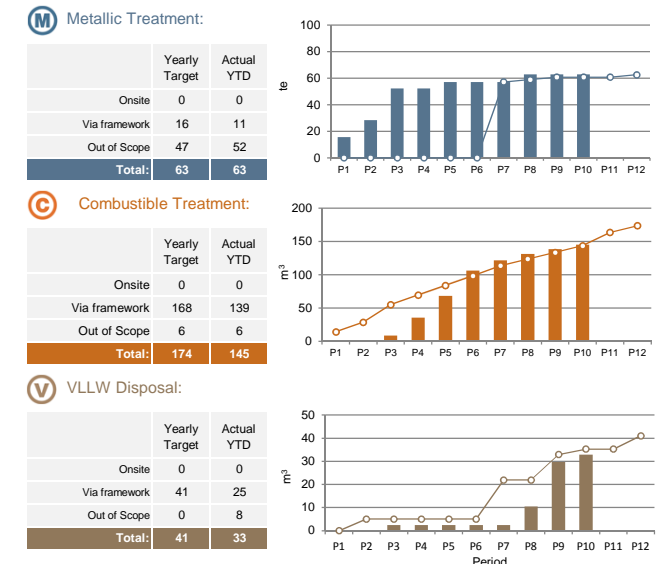 M Metallic Treatment:
Yearly Target Actual YTD
Onsite 0 0
Via framework 16 11
Out of Scope 47 52
Total: 63 63
100
80
60
40
20
0
te
P1 P2 P3 P4 P5 P6 P7 P8 P9 P10 P11 P12
C Combustible Treatment:
Yearly Target Actual YTD
Onsite 0 0
Via framework 168 139
Out of Scope 6 6
Total: 174 145
200
150
100
50
0
m³
P1 P2 P3 P4 P5 P6 P7 P8 P9 P10 P11 P12
V VLLW Disposal:
Yearly Target Actual YTD
Onsite 0 0
Via framework 41 25
Out of Scope 0 8
Total: 41 33
50
40
30
20
10
0
m³
P1 P2 P3 P4 P5 P6 P7 P8 P9 P10 P11 P12
Period